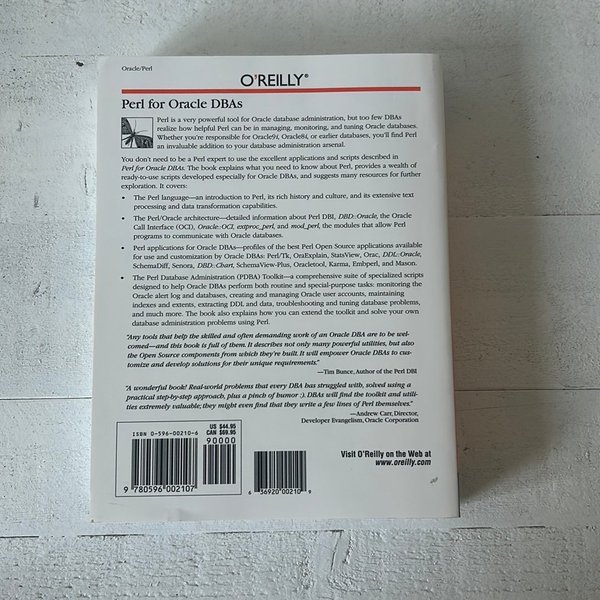 Oracle/Perl
O'REILLY®
Perl for Oracle DBAs
Perl is a very powerful tool for Oracle database administration, but too few DBAs
realize how helpful Perl can be in managing, monitoring, and tuning Oracle databases.
Whether you're responsible for Oracle9i, Oracle8i, or earlier databases, you'll find Perl
an invaluable addition to your database administration arsenal.
You don't need to be a Perl expert to use the excellent applications and scripts described in
Perl for Oracle DBAs. The book explains what you need to know about Perl, provides a wealth of
ready-to-use scripts developed especially for Oracle DBAs, and suggests many resources for further
exploration. It covers:
• The Perl language—an introduction to Perl, its rich history and culture, and its extensive text
processing and data transformation capabilities.
• The Perl/Oracle architecture—detailed information about Perl DBI, DBD::Oracle, the Oracle
Call Interface (OCI), Oracle::OCI, extproc_perl, and mod_perl, the modules that allow Perl
programs to communicate with Oracle databases.
• Perl applications for Oracle DBAs—profiles of the best Perl Open Source applications available
for use and customization by Oracle DBAs: Perl/Tk, OraExplain, StatsView, Orac, DDL::Oracle,
SchemaDiff, Senora, DBD::Chart, SchemaView-Plus, Oracletool, Karma, Embperl, and Mason.
• The Perl Database Administration (PDBA) Toolkit—a comprehensive suite of specialized scripts
designed to help Oracle DBAs perform both routine and special-purpose tasks: monitoring the
Oracle alert log and databases, creating and managing Oracle user accounts, maintaining
indexes and extents, extracting DDL and data, troubleshooting and tuning database problems,
and much more. The book also explains how you can extend the toolkit and solve your own
database administration problems using Perl.
"Any tools that help the skilled and often demanding work of an Oracle DBA are to be wel-
comed—and this book is full of them. It describes not only many powerful utilities, but also
the Open Source components from which they're built. It will empower Oracle DBAs to cus-
tomize and develop solutions for their unique requirements."
—Tim Bunce, Author of the Perl DBI
"A wonderful book! Real-world problems that every DBA has struggled with, solved using a
practical step-by-step approach, plus a pinch of humor :). DBAs will find the toolkit and utili-
ties extremely valuable; they might even find that they write a few lines of Perl themselves."
—Andrew Carr, Director,
Developer Evangelism, Oracle Corporation
US $44.95
CAN $69.95
ISBN 0-596-00210-6
90000
9 780596 002107
6 36920 00210 9
Visit O'Reilly on the Web at
www.oreilly.com